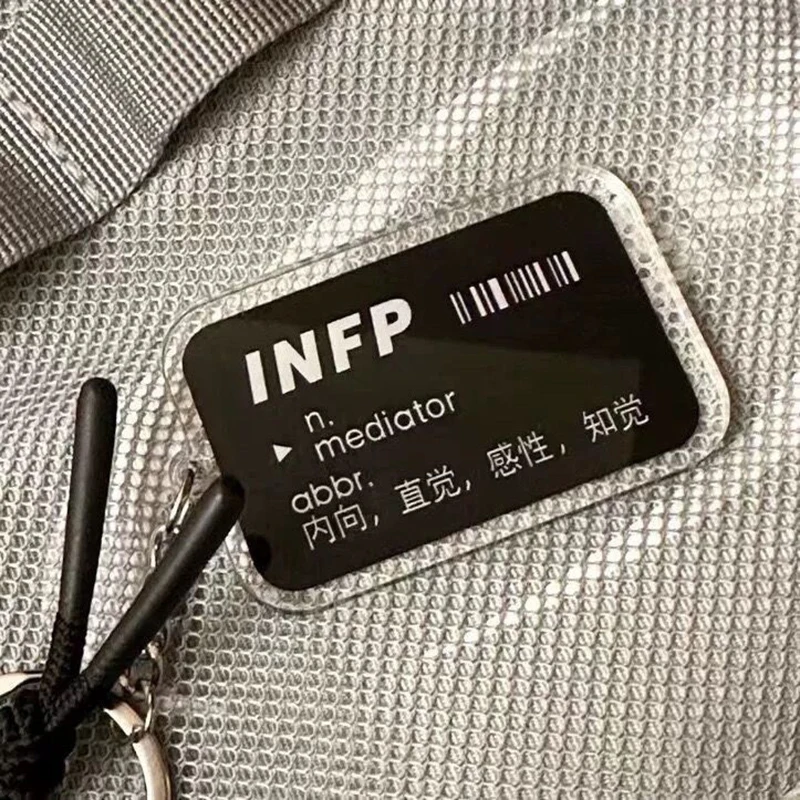 INFP
n.
▶ mediator
abbr.
内向，直觉，感性，知觉